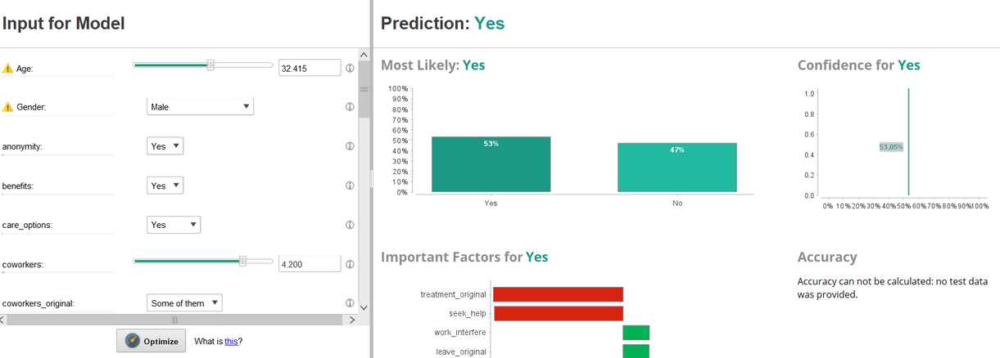 Input for Model
Age:
32.415
Gender:
Male
anonymity:
Yes
benefits:
Yes
care_options:
Yes
coworkers:
4.200
coworkers_original:
Some of them
Optimize
What is this?
Prediction: Yes
Most Likely: Yes
100%
90%
80%
70%
60%
50%
40%
30%
20%
10%
0%
53%
47%
Yes
No
Confidence for Yes
1.0
0.8
0.6
0.4
0.2
0.0
53.05%
0% 10%20%30%40%50%60%70%80%90%100%
Important Factors for Yes
treatment_original
seek_help
work_interfere
leave_original
Accuracy
Accuracy can not be calculated: no test data
was provided.